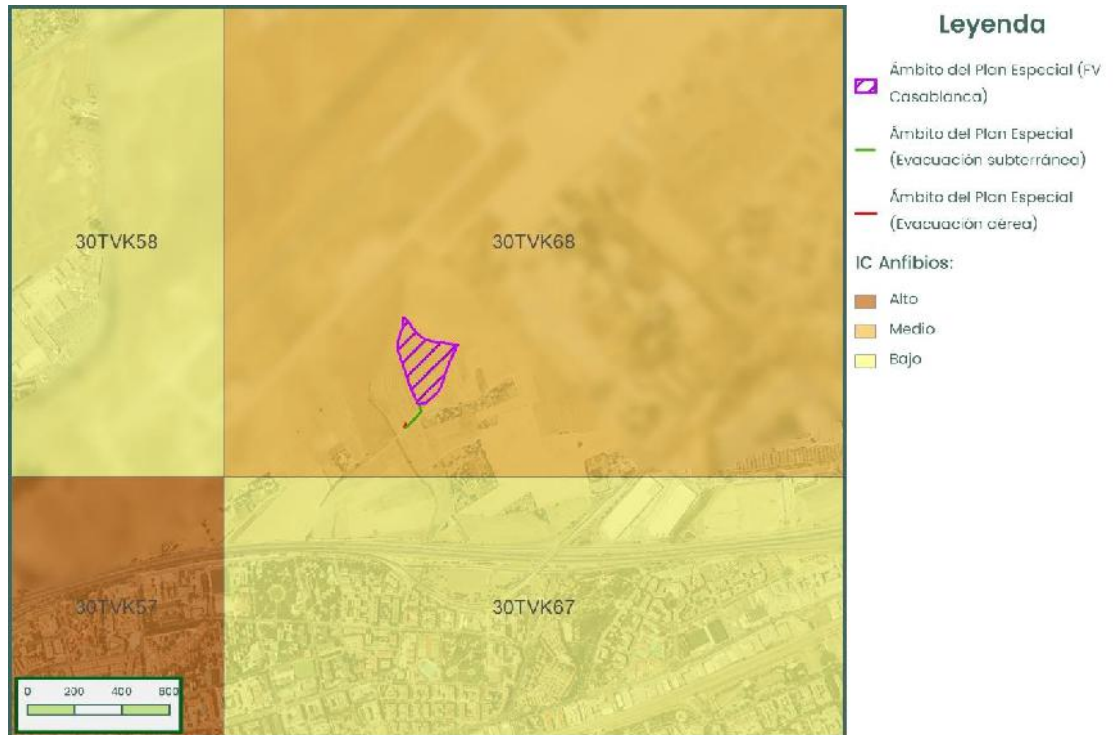 Leyenda
Ámbito del Plan Especial (FV
Casablanca)
Ámbito del Plan Especial
(Evacuación subterránea)
Ámbito del Plan Especial
(Evacuación aérea)
IC Anfibios:
Alto
Medio
Bajo
30TVK58
30TVK68
30TVK57
30TVK67
0 200 400 600